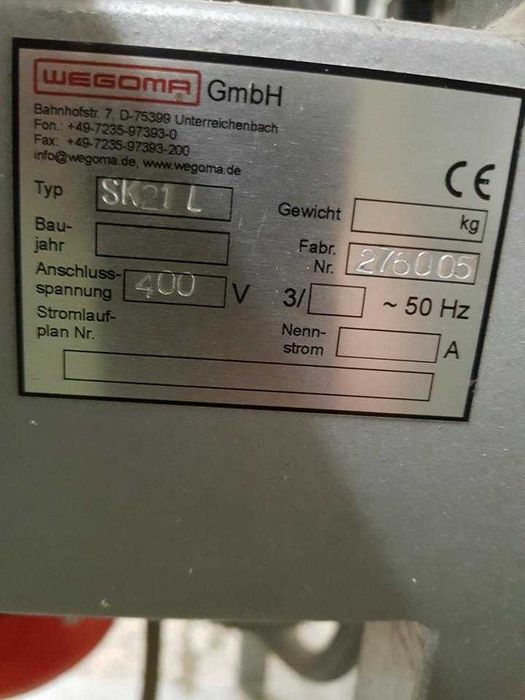 WEGOMA® GmbH
Bahnhofstr. 7, D-75399 Unterreichenbach
Fon.: +49-7235-97393-0
Fax: +49-7235-97393-200
info@wegoma.de, www.wegoma.de
CE
Typ SK21 L
Gewicht kg
Bau-
jahr
Fabr.
Nr. 276005
Anschluss-
spannung 400 V 3/ ~ 50 Hz
Stromlauf-
plan Nr.
Nenn-
strom A